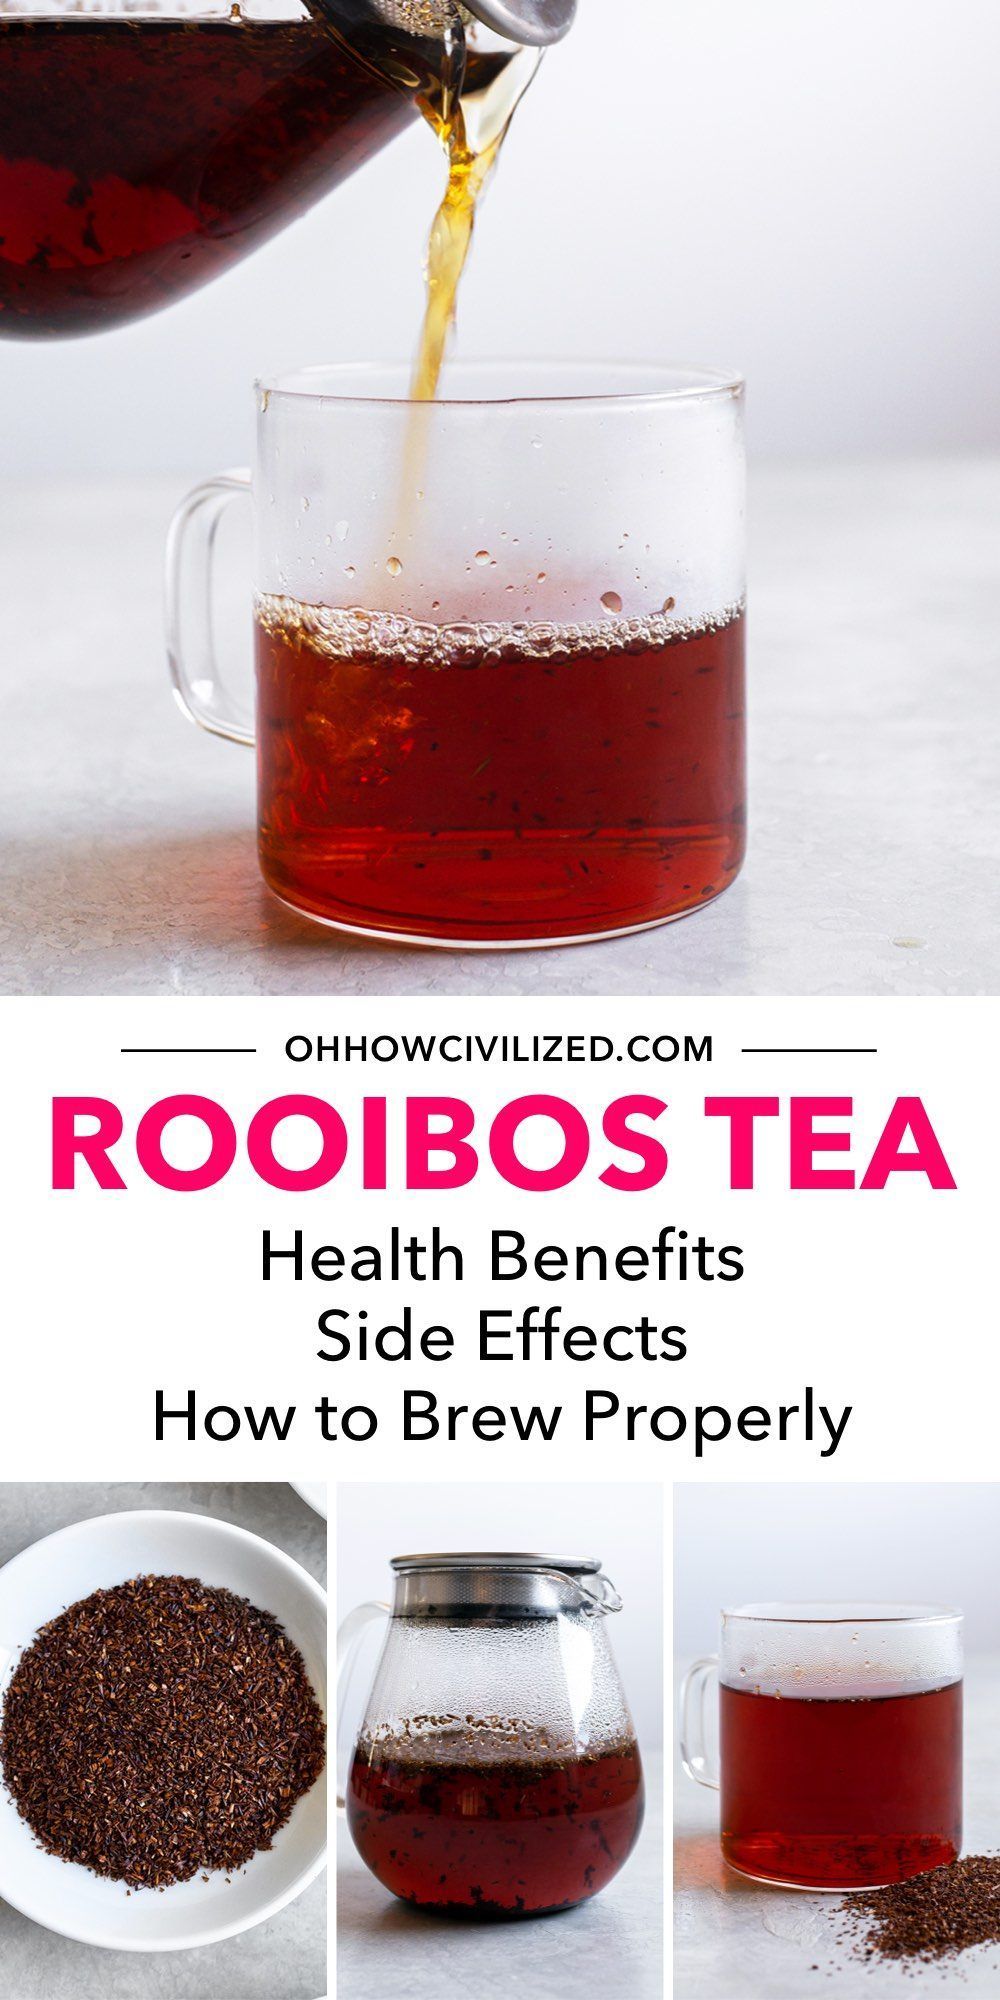 OHHOWCIVILIZED.COM
ROOIBOS TEA
Health Benefits
Side Effects
How to Brew Properly